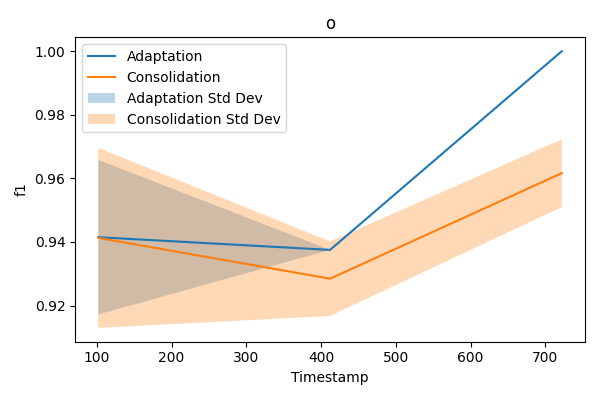 o
Adaptation
Consolidation
Adaptation Std Dev
Consolidation Std Dev
f1
1.00
0.98
0.96
0.94
0.92
100 200 300 400 500 600 700
Timestamp